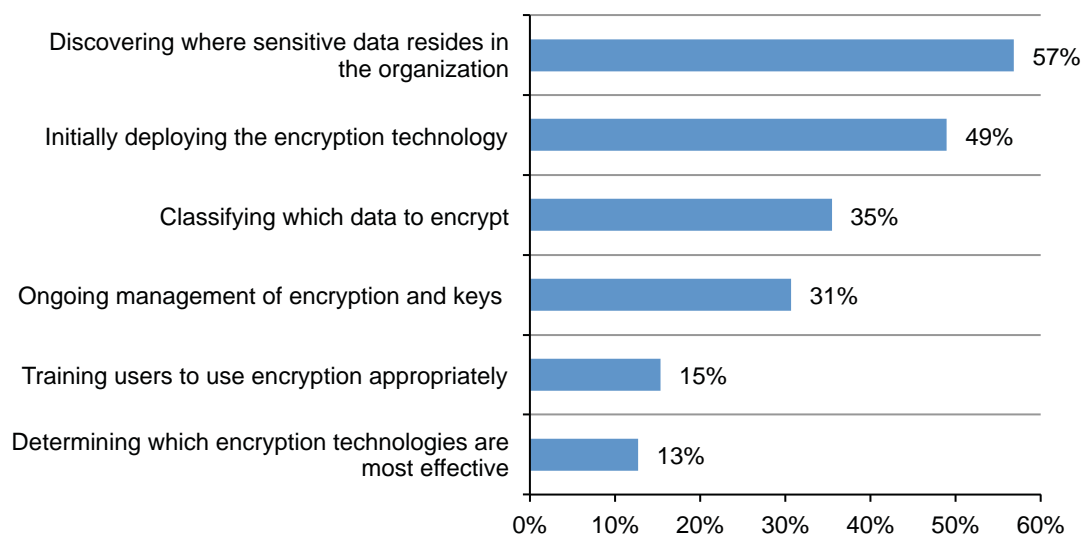 Discovering where sensitive data resides in
the organization
57%
Initially deploying the encryption technology
49%
Classifying which data to encrypt
35%
Ongoing management of encryption and keys
31%
Training users to use encryption appropriately
15%
Determining which encryption technologies are
most effective
13%
0% 10% 20% 30% 40% 50% 60%